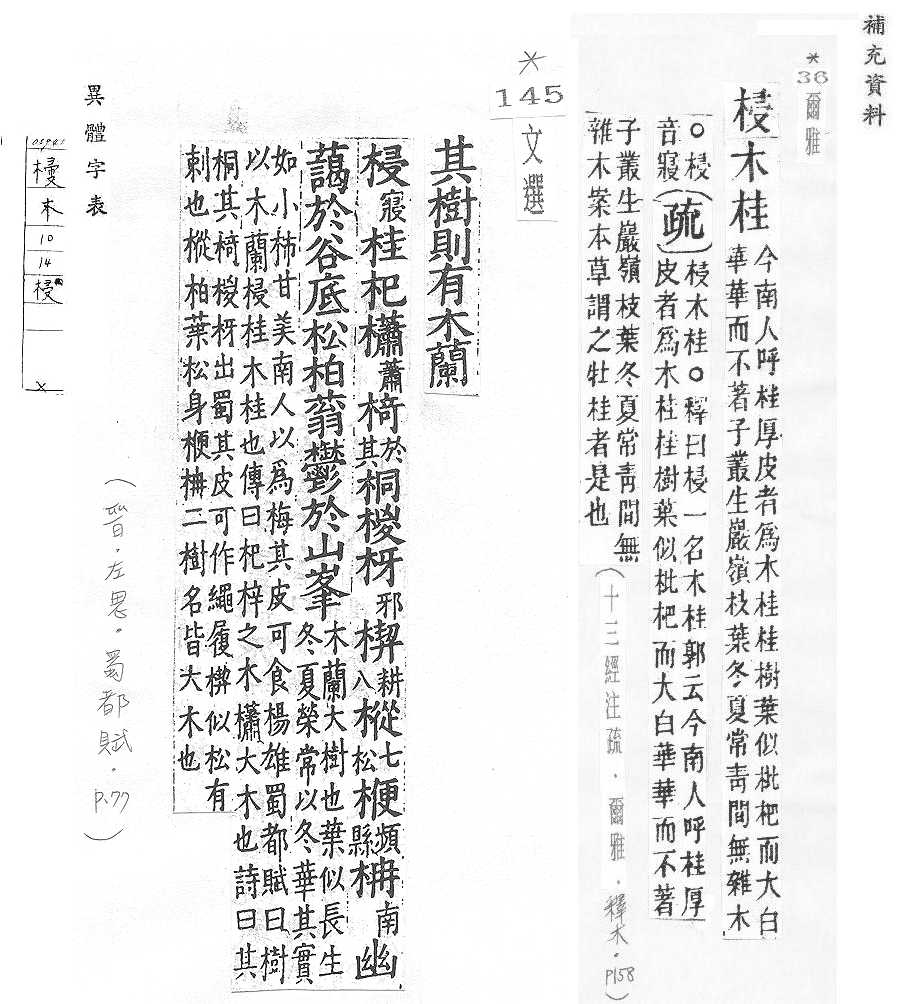 補充資料
*
36
爾雅
梫木桂今南人呼桂厚皮者爲木桂桂樹葉似枇杷而大白
華華而不著子叢生巖嶺枝葉冬夏常靑間無雜木
○梫音寢(疏)梫木桂○釋曰梫一名木桂郭云今南人呼桂厚
皮者爲木桂桂樹葉似枇杷而大白華華而不著
子叢生巖嶺枝葉冬夏常靑間無
雜木案本草謂之牡桂者是也
(十三經注疏.爾雅.釋木.P158)
*
145
文選
其樹則有木蘭
梫寢桂杞櫹蕭椅於其桐椶枒邪楔耕八樅七松楩頻縣柟南幽
藹於谷底松柏蓊鬱於山峯木蘭大樹也葉似長生
冬夏榮常以冬華其實
如小柿甘美南人以爲梅其皮可食楊雄蜀都賦曰樹
以木蘭梫桂木桂也傳曰杞梓之木櫹大木也詩曰其
桐其椅椶枒出蜀其皮可作繩履楔似松有
刺也樅柏葉松身楩柟二樹名皆大木也
(晉.左思.蜀都賦.P.77)
異體字表
木
10
14
梫
×